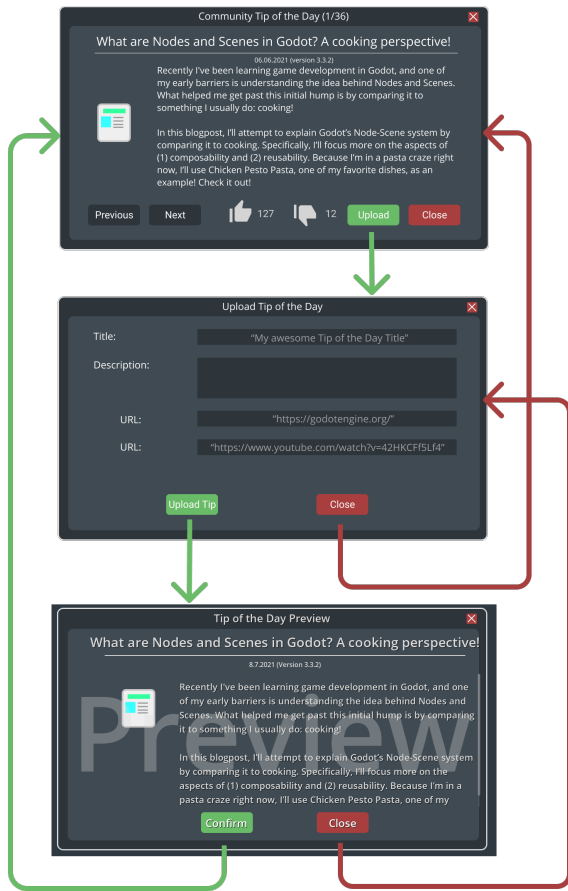 Community Tip of the Day (1/36)
What are Nodes and Scenes in Godot? A cooking perspective!
06.06.2021 (version 3.3.2)
Recently I've been learning game development in Godot, and one of
my early barriers is understanding the idea behind Nodes and Scenes.
What helped me get past this initial hump is by comparing it to
something I usually do: cooking!
In this blogpost, I'll attempt to explain Godot's Node-Scene system by
comparing it to cooking. Specifically, I'll focus more on the aspects of
(1) composability and (2) reusability. Because I'm in a pasta craze right
now, I'll use Chicken Pesto Pasta, one of my favorite dishes, as an
example! Check it out!
Previous Next 127 12 Upload Close
Upload Tip of the Day
Title: "My awesome Tip of the Day Title"
Description:
URL: "https://godotengine.org/"
URL: "https://www.youtube.com/watch?v=42HKCFf5Lf4"
Upload Tip Close
Tip of the Day Preview
What are Nodes and Scenes in Godot? A cooking perspective!
8.7.2021 (Version 3.3.2)
Preview
Recently I've been learning game development in Godot, and one
of my early barriers is understanding the idea behind Nodes and
Scenes. What helped me get past this initial hump is by comparing
it to something I usually do: cooking!
In this blogpost, I'll attempt to explain Godot's Node-Scene system
by comparing it to cooking. Specifically, I'll focus more on the
aspects of (1) composability and (2) reusability. Because I'm in a
pasta craze right now, I'll use Chicken Pesto Pasta, one of my
Confirm Close